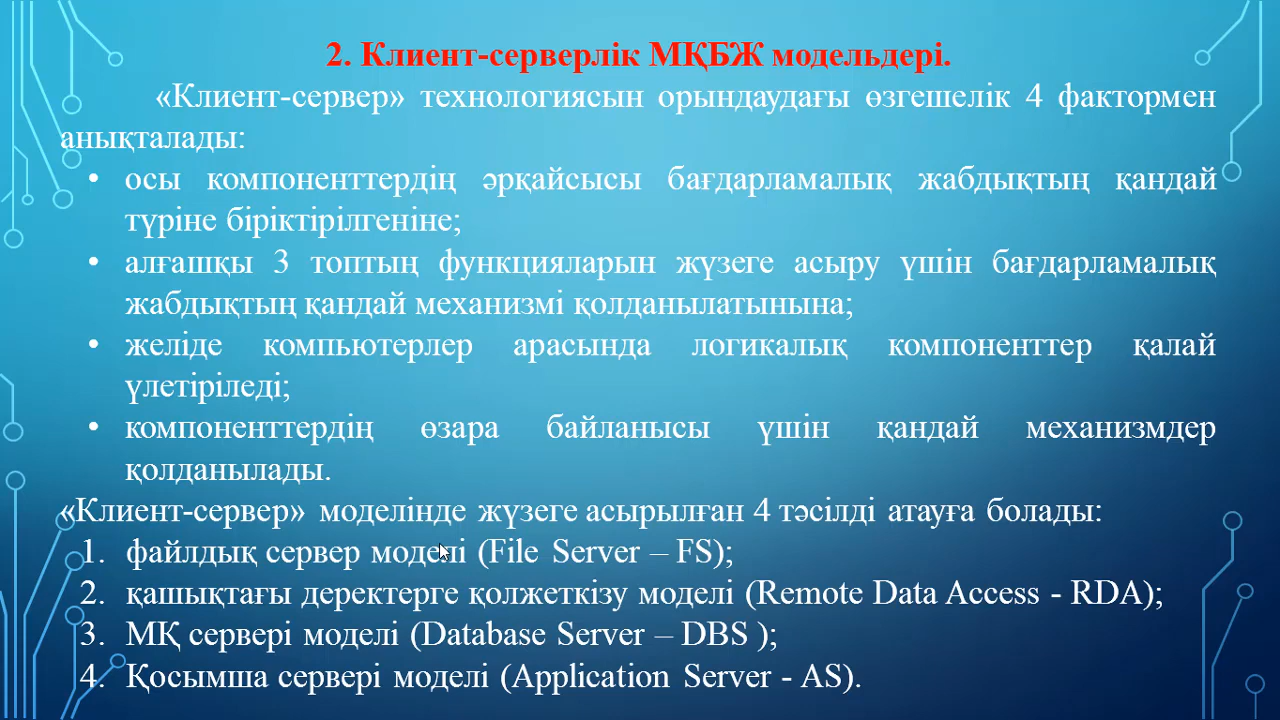 2. Клиент-серверлік МҚБЖ модельдері.
«Клиент-сервер» технологиясын орындаудағы өзгешелік 4 фактормен
анықталады:
• осы компоненттердің әрқайсысы бағдарламалық жабдықтың қандай
түріне біріктірілгеніне;
• алғашқы 3 топтың функцияларын жүзеге асыру үшін бағдарламалық
жабдықтың қандай механизмі қолданылатынына;
• желіде компьютерлер арасында логикалық компоненттер қалай
үлетіріледі;
• компоненттердің өзара байланысы үшін қандай механизмдер
қолданылады.
«Клиент-сервер» моделінде жүзеге асырылған 4 тәсілді атауға болады:
1. файлдық сервер моделі (File Server – FS);
2. қашықтағы деректерге қолжеткізу моделі (Remote Data Access - RDA);
3. МҚ сервері моделі (Database Server – DBS );
4. Қосымша сервері моделі (Application Server - AS).